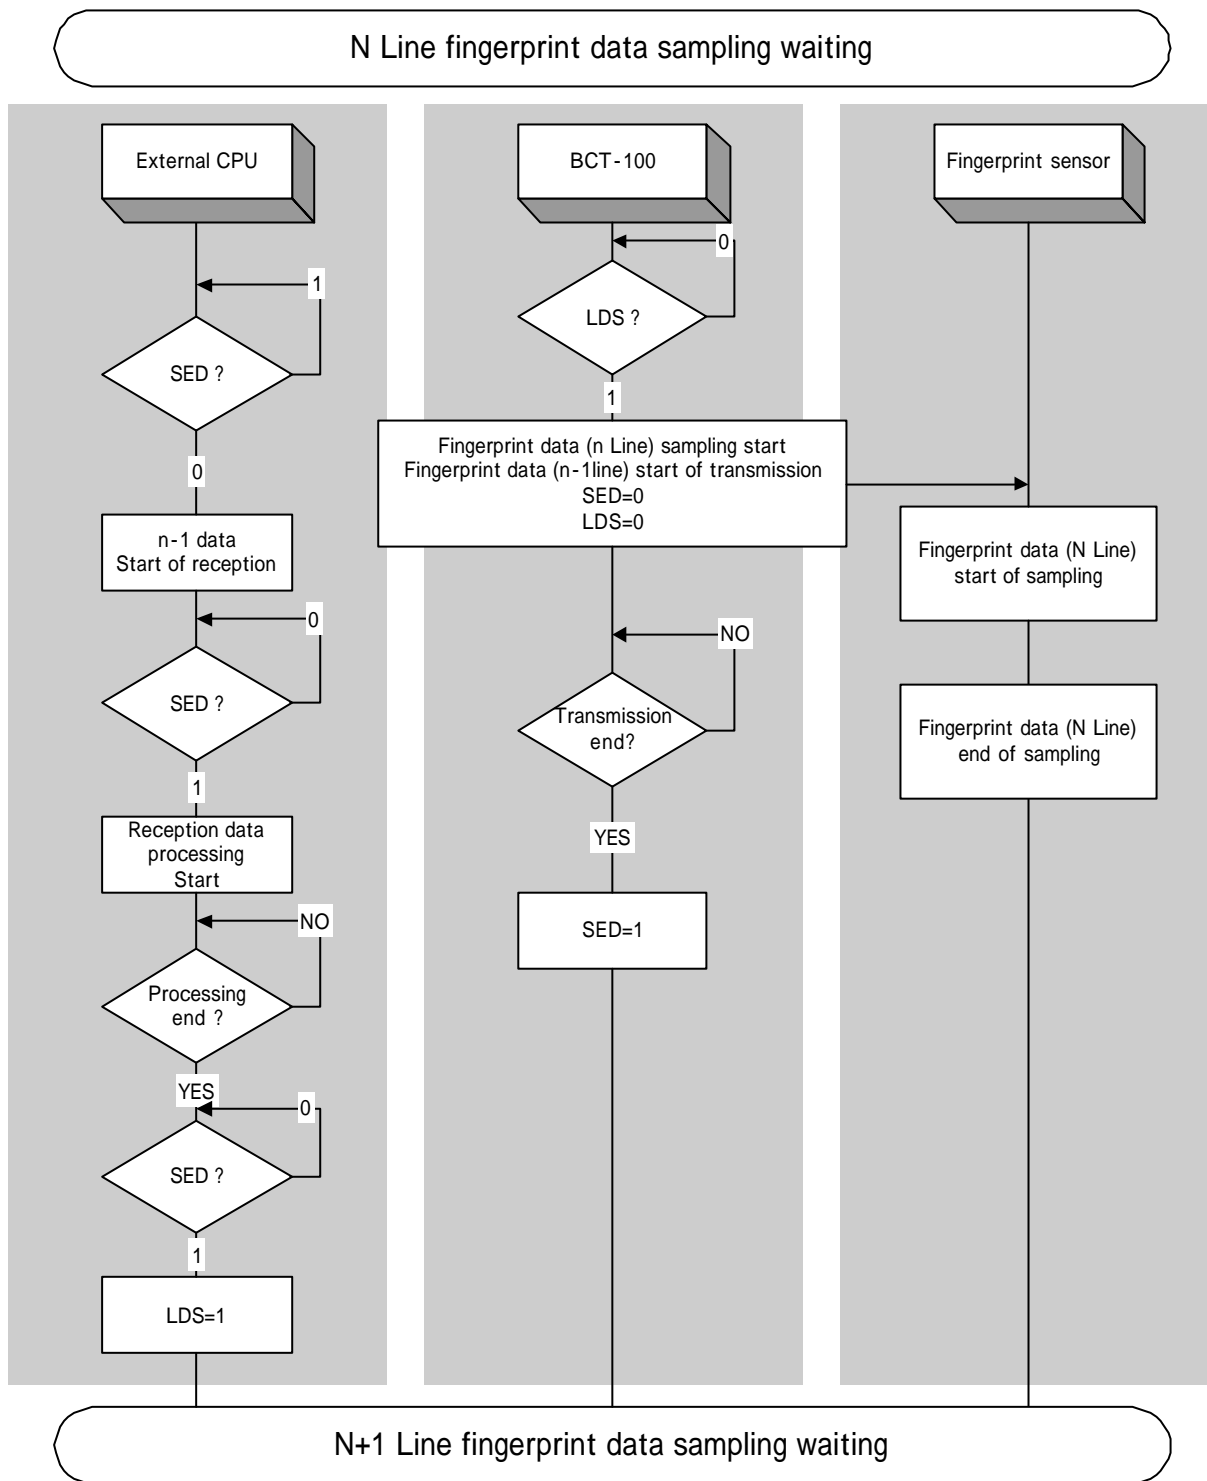 N Line fingerprint data sampling waiting
External CPU
1
SED ?
0
n-1 data
Start of reception
0
SED ?
1
Reception data
processing
Start
NO
Processing
end ?
YES
0
SED ?
1
LDS=1
BCT-100
0
LDS ?
1
Fingerprint data (n Line) sampling start
Fingerprint data (n-1line) start of transmission
SED=0
LDS=0
NO
Transmission
end?
YES
SED=1
Fingerprint sensor
Fingerprint data (N Line)
start of sampling
Fingerprint data (N Line)
end of sampling
N+1 Line fingerprint data sampling waiting